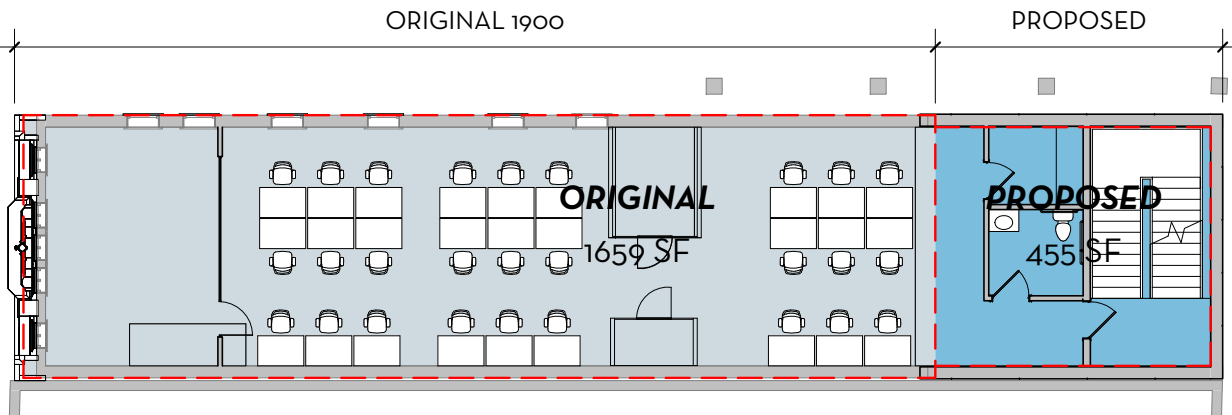 ORIGINAL 1900
PROPOSED
ORIGINAL
1659 SF
PROPOSED
455 SF